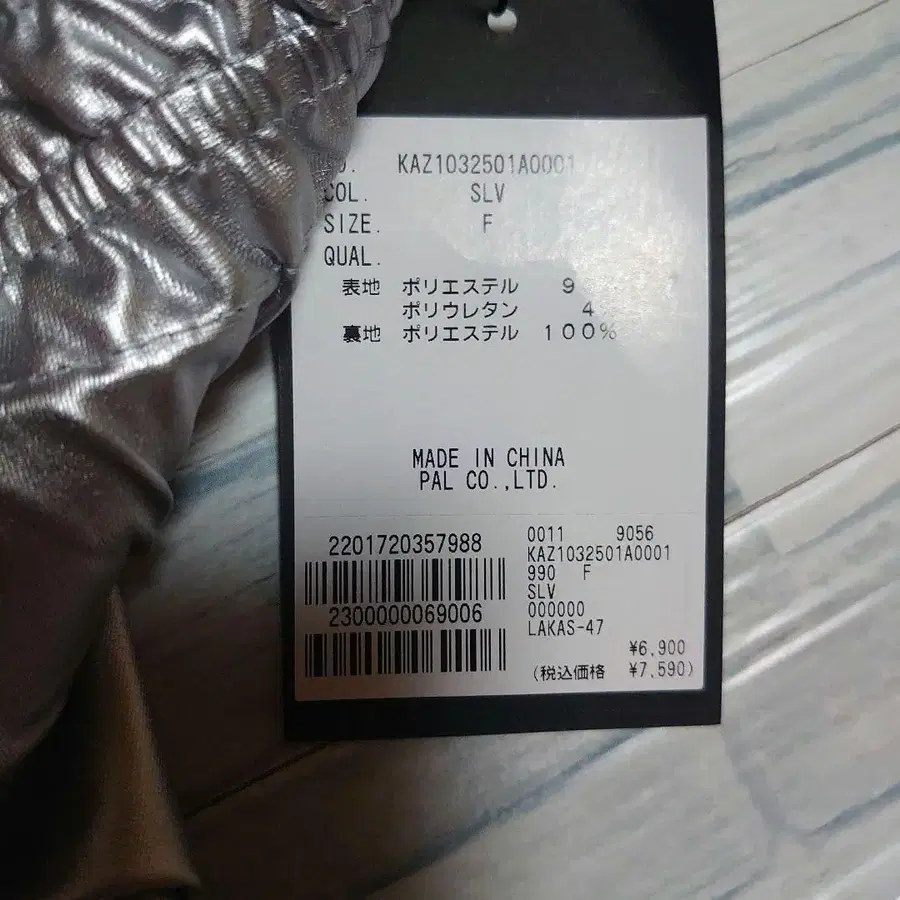 KAZ1032501A0001
COL. SLV
SIZE. F
QUAL.
表地 ポリエステル 9
ポリウレタン 4%
裏地 ポリエステル 100%
MADE IN CHINA
PAL CO.,LTD.
2201720357988
2300000069006
0011 9056
KAZ1032501A0001
990 F
SLV
000000
LAKAS-47
¥6,900
(税込価格 ¥7,590)